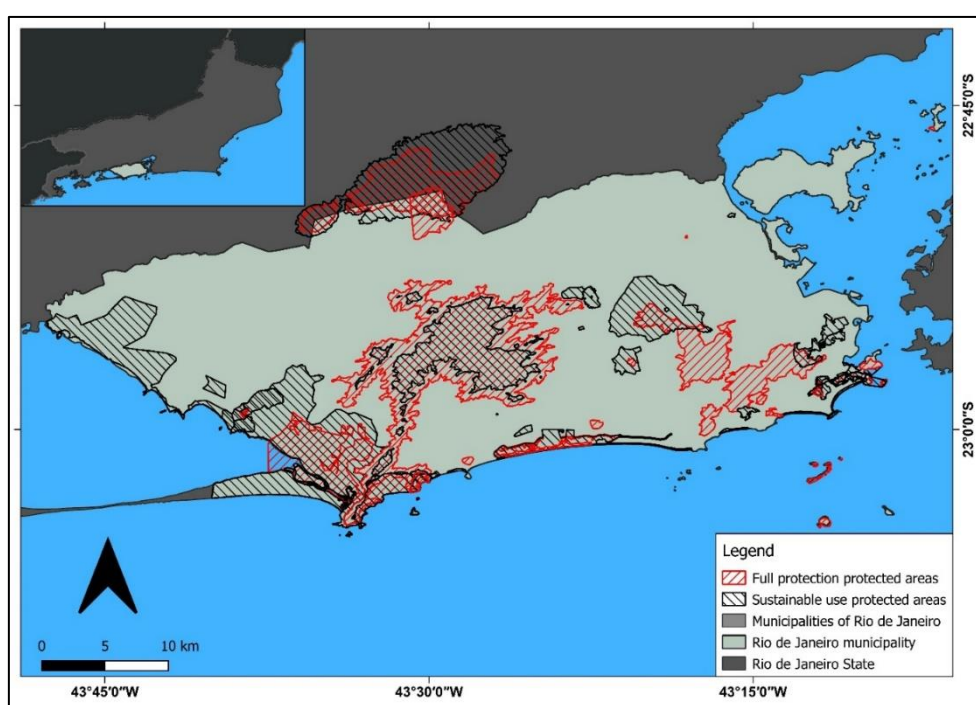 22°45'0"S
23°0'0"S
Legend
Full protection protected areas
Sustainable use protected areas
Municipalities of Rio de Janeiro
Rio de Janeiro municipality
Rio de Janeiro State
0 5 10 km
43°45'0"W 43°30'0"W 43°15'0"W